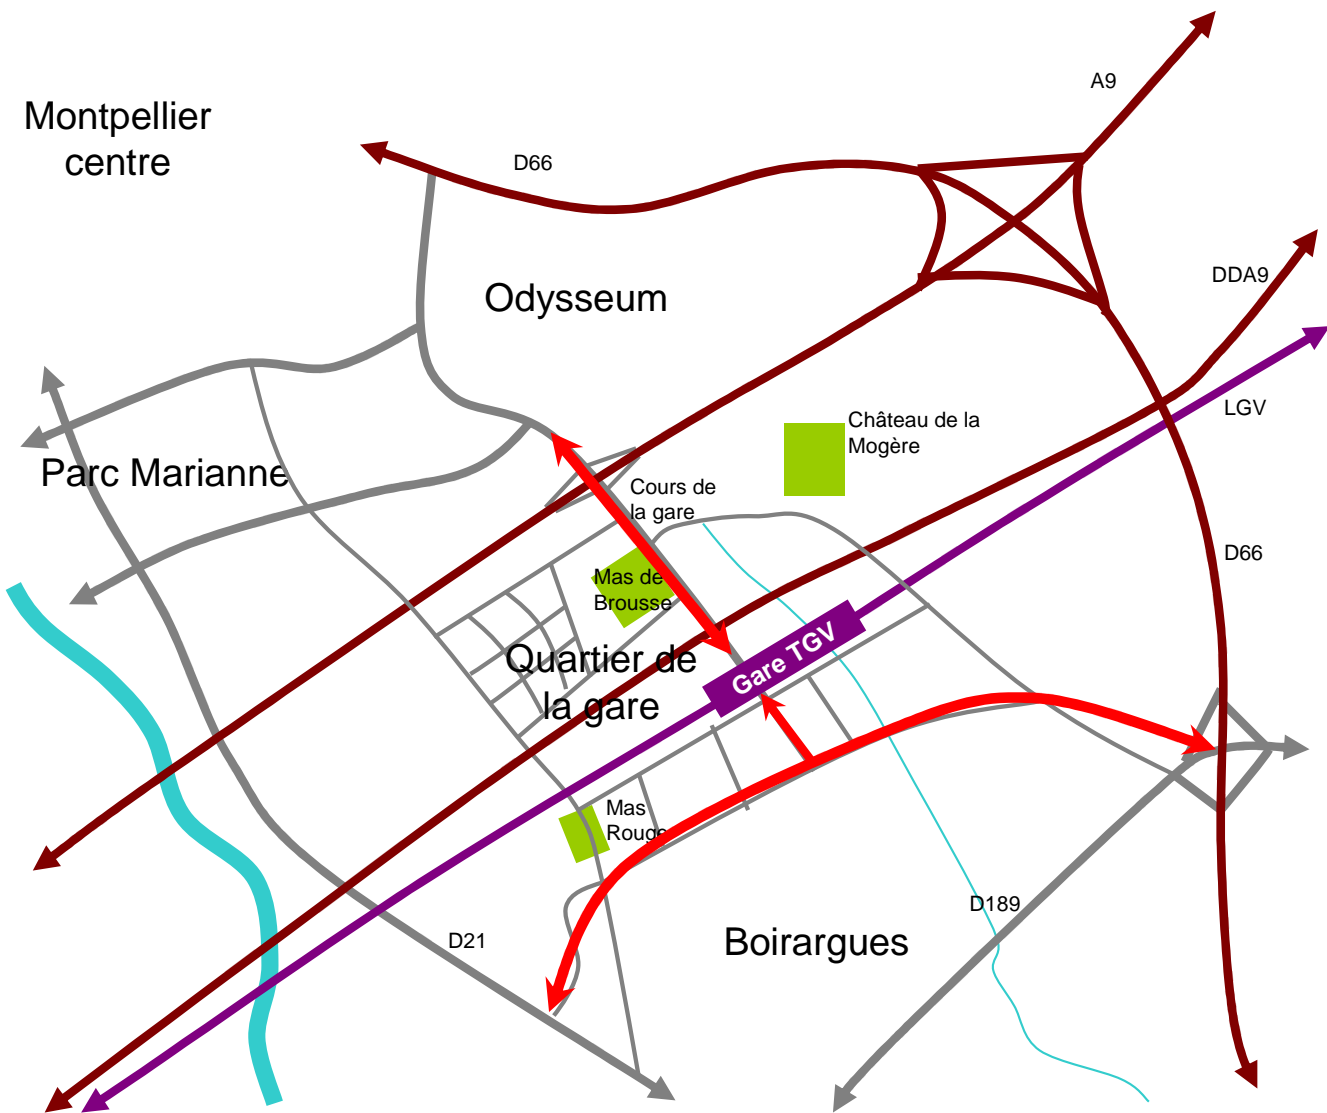 A9
Montpellier
centre
D66
DDA9
Odysseum
LGV
Château de la
Mogère
Parc Marianne
Cours de
la gare
D66
Mas de
Brousse
Quartier de
la gare
Gare TGV
Mas
Rouge
D189
D21
Boirargues